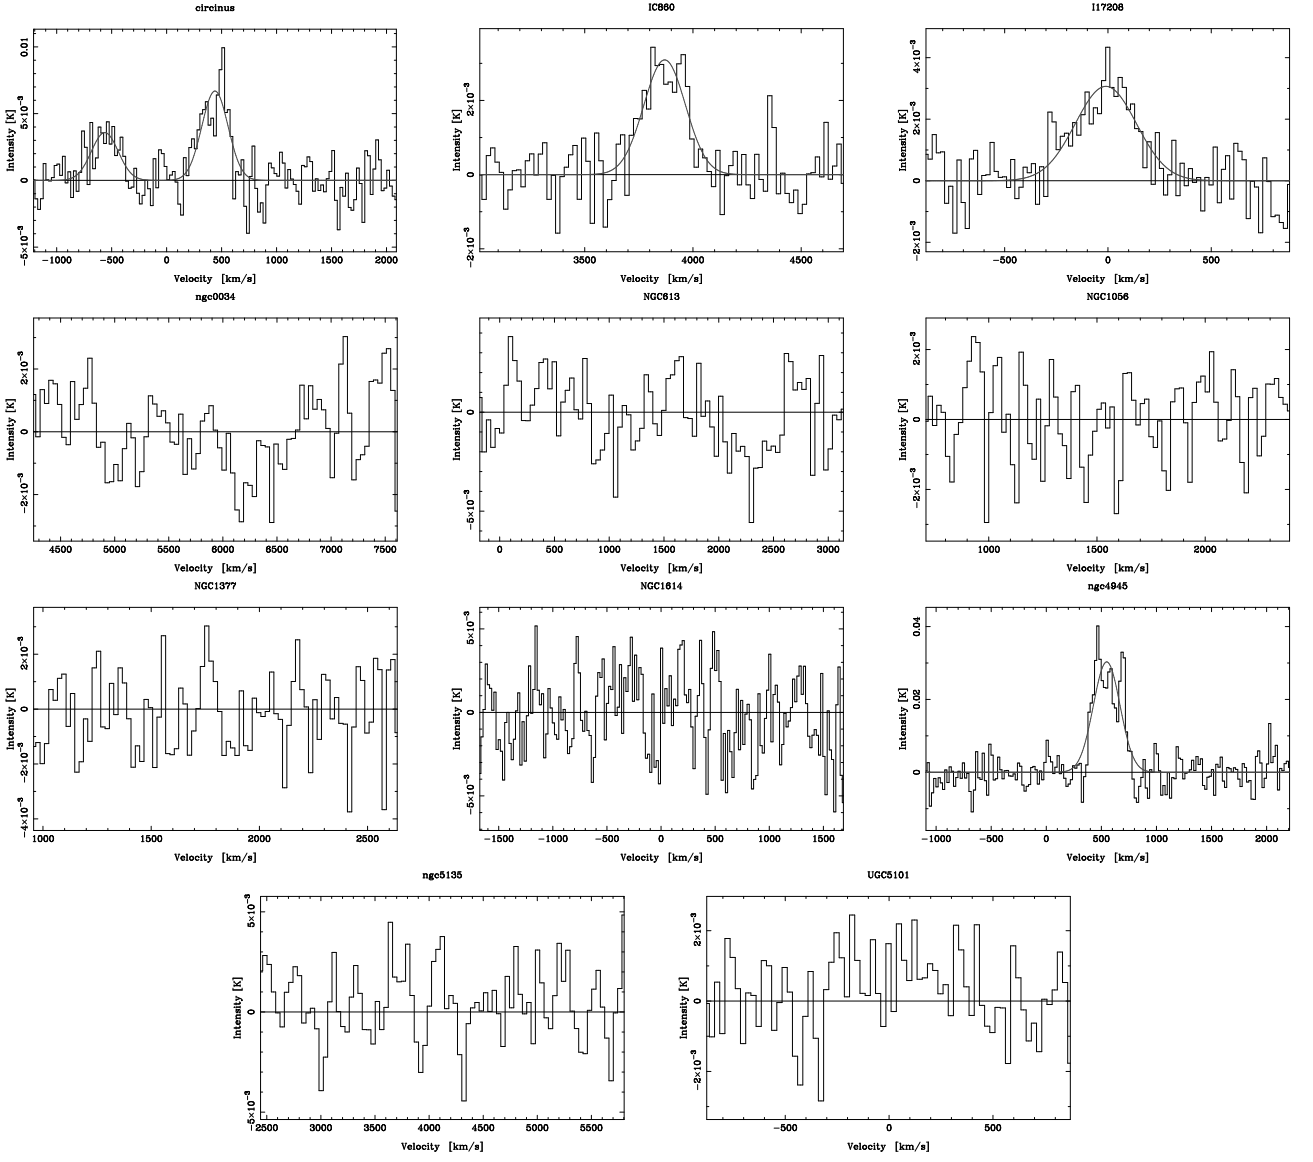 circinus
IC860
I17208
Intensity [K]
−5×10−3 0 5×10−3 0.01
−1000 −500 0 500 1000 1500 2000
Velocity [km/s]
Intensity [K]
−2×10−3 0 2×10−3
3500 4000 4500
Velocity [km/s]
Intensity [K]
−2×10−3 0 2×10−3 4×10−3
−500 0 500
Velocity [km/s]
ngc0034
NGC613
NGC1056
Intensity [K]
−2×10−3 0 2×10−3
4500 5000 5500 6000 6500 7000 7500
Velocity [km/s]
Intensity [K]
−5×10−3 0
0 500 1000 1500 2000 2500 3000
Velocity [km/s]
Intensity [K]
−2×10−3 0 2×10−3
1000 1500 2000
Velocity [km/s]
NGC1377
NGC1614
ngc4945
Intensity [K]
−4×10−3 −2×10−3 0 2×10−3
1000 1500 2000 2500
Velocity [km/s]
Intensity [K]
−5×10−3 0 5×10−3
−1500 −1000 −500 0 500 1000 1500
Velocity [km/s]
Intensity [K]
0 0.02 0.04
−1000 −500 0 500 1000 1500 2000
Velocity [km/s]
ngc5135
UGC5101
Intensity [K]
−5×10−3 0 5×10−3
2500 3000 3500 4000 4500 5000 5500
Velocity [km/s]
Intensity [K]
−2×10−3 0 2×10−3
−500 0 500
Velocity [km/s]